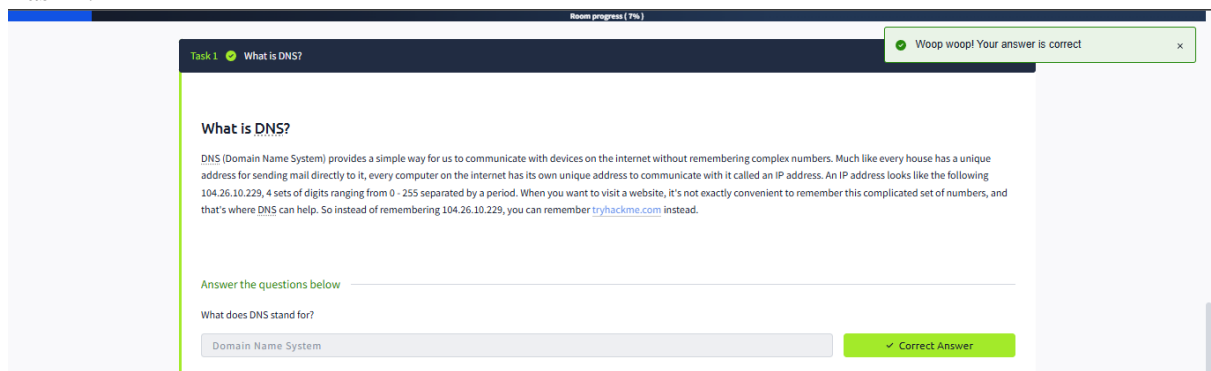 Room progress ( 7% )
Woop woop! Your answer is correct ×
Task 1 What is DNS?
What is DNS?
DNS (Domain Name System) provides a simple way for us to communicate with devices on the internet without remembering complex numbers. Much like every house has a unique
address for sending mail directly to it, every computer on the internet has its own unique address to communicate with it called an IP address. An IP address looks like the following
104.26.10.229, 4 sets of digits ranging from 0 - 255 separated by a period. When you want to visit a website, it's not exactly convenient to remember this complicated set of numbers, and
that's where DNS can help. So instead of remembering 104.26.10.229, you can remember tryhackme.com instead.
Answer the questions below
What does DNS stand for?
Domain Name System
✓ Correct Answer